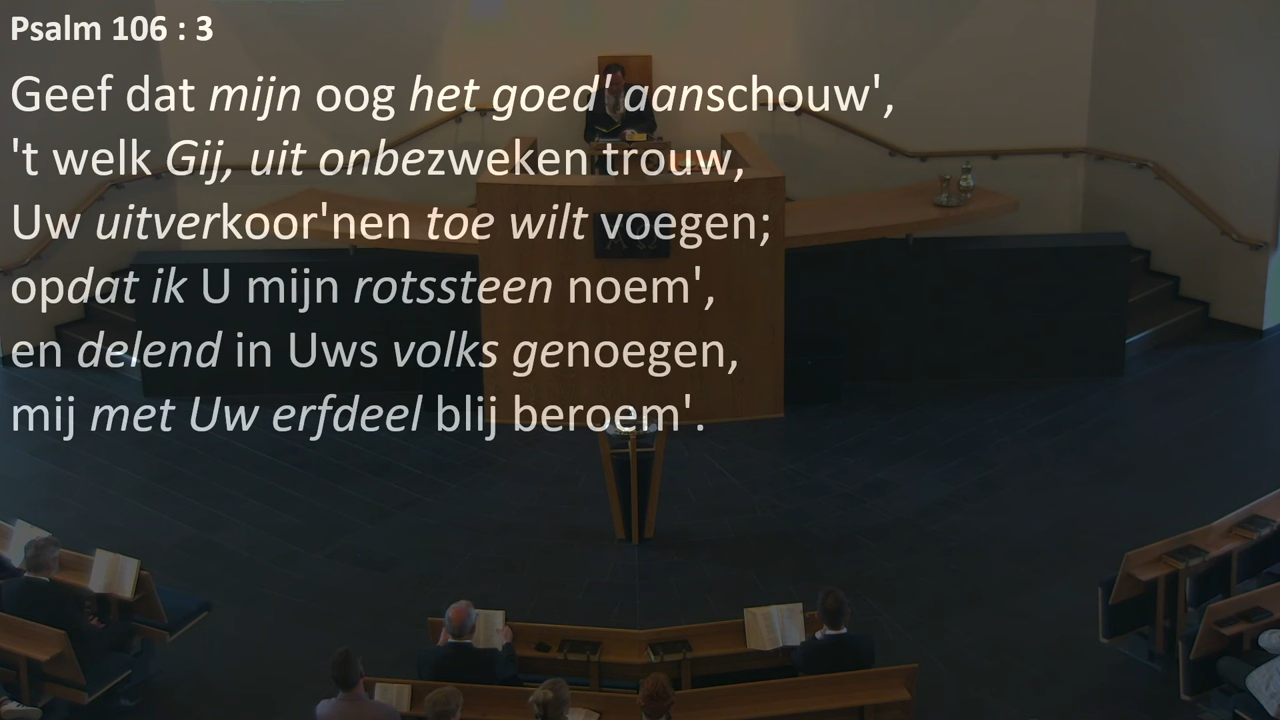 Psalm 106 : 3
Geef dat mijn oog het goed' aanschouw',
't welk Gij, uit onbezweken trouw,
Uw uitverkoor'nen toe wilt voegen;
opdat ik U mijn rotssteen noem',
en delend in Uws volks genoegen,
mij met Uw erfdeel blij beroem'.